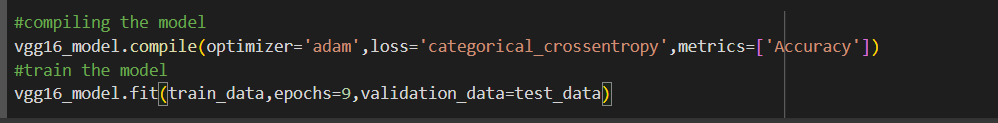 #compiling the model
vgg16_model.compile(optimizer='adam',loss='categorical_crossentropy',metrics=['Accuracy'])
#train the model
vgg16_model.fit(train_data,epochs=9,validation_data=test_data)